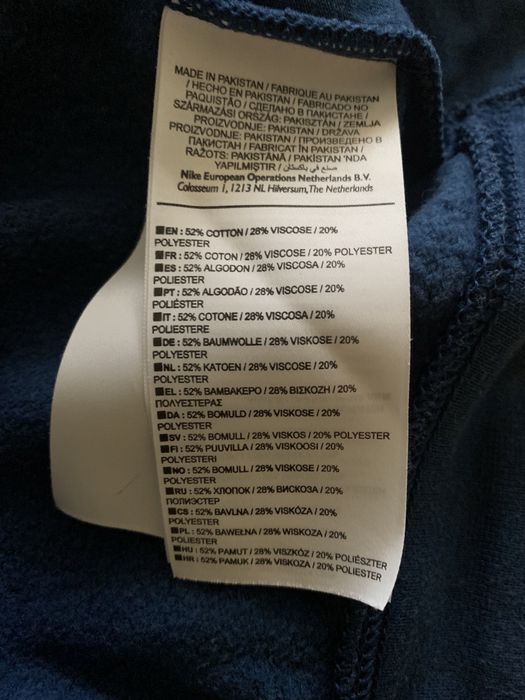 MADE IN PAKISTAN / FABRIQUE AU PAKISTAN
/ HECHO EN PAKISTAN / FABRICADO NO
PAQUISTÃO / СДЕЛАНО В ПАКИСТАНЕ /
SZÁRMAZÁSI ORSZÁG: PAKISZTÁN / ZEMLJA
PROIZVODNJE: PAKISTAN / DRŽAVA
PROIZVODNJE: PAKISTAN / ПРОИЗВЕДЕНО В
ПАКИСТАН / FABRICAT ÎN PAKISTAN /
RAŽOTS: PAKISTĀNĀ / PAKİSTAN 'NDA
YAPILMIŞTIR / صنع في باكستان
Nike European Operations Netherlands B.V.
Colosseum 1, 1213 NL Hilversum, The Netherlands
EN : 52% COTTON / 28% VISCOSE / 20%
POLYESTER
FR : 52% COTON / 28% VISCOSE / 20%
POLYESTER
ES : 52% ALGODON / 28% VISCOSA / 20%
POLIESTER
PT : 52% ALGODÃO / 28% VISCOSE / 20%
POLIÉSTER
IT : 52% COTONE / 28% VISCOSA / 20%
POLIESTERE
DE : 52% BAUMWOLLE / 28% VISKOSE / 20%
POLYESTER
NL : 52% KATOEN / 28% VISCOSE / 20%
POLYESTER
EL : 52% ΒΑΜΒΑΚΕΡΟ / 28% ΒΙΣΚΟΖΗ / 20%
ΠΟΛΥΕΣΤΕΡΑΣ
DA : 52% BOMULD / 28% VISKOSE / 20%
POLYESTER
SV : 52% BOMULL / 28% VISKOS / 20% POLYESTER
FI : 52% PUUVILLA / 28% VISKOOSI / 20%
POLYESTERI
NO : 52% BOMULL / 28% VISKOSE / 20%
POLYESTER
RU : 52% ХЛОПОК / 28% ВИСКОЗА / 20%
ПОЛИЭСТЕР
CS : 52% BAVLNA / 28% VISKÓZA / 20%
POLYESTER
PL : 52% BAWEŁNA / 28% WISKOZA / 20%
POLIESTER
HU : 52% PAMUT / 28% VISZKÓZ / 20% POLIÉSZTER
HR : 52% PAMUK / 28% VISKOZA / 20% POLIESTER